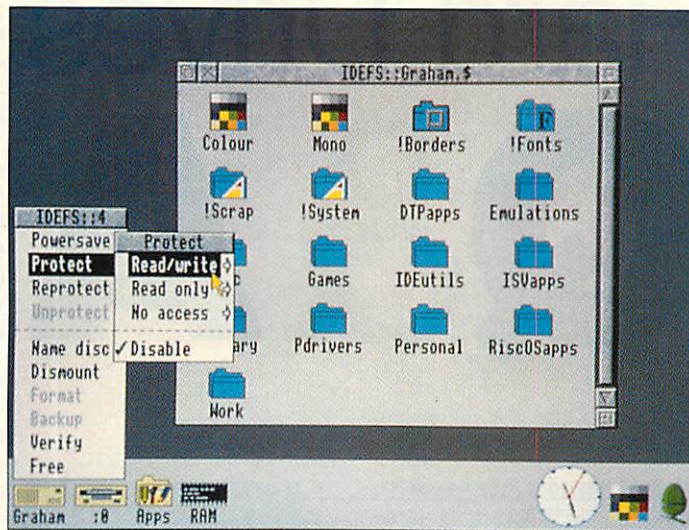 IDEFS::Graham.$
Colour Mono !Borders !Fonts
!Scrap !System DTPapps Emulations
Games IDEutils ISVapps
Pdrivers Personal RiscOSapps
Work
IDEFS::4
Powersave
Protect
Reprotect
Unprotect
Name disc
Dismount
Format
Backup
Verify
Free
Protect
Read/write
Read only
No access
Disable
Graham :0 Apps RAM